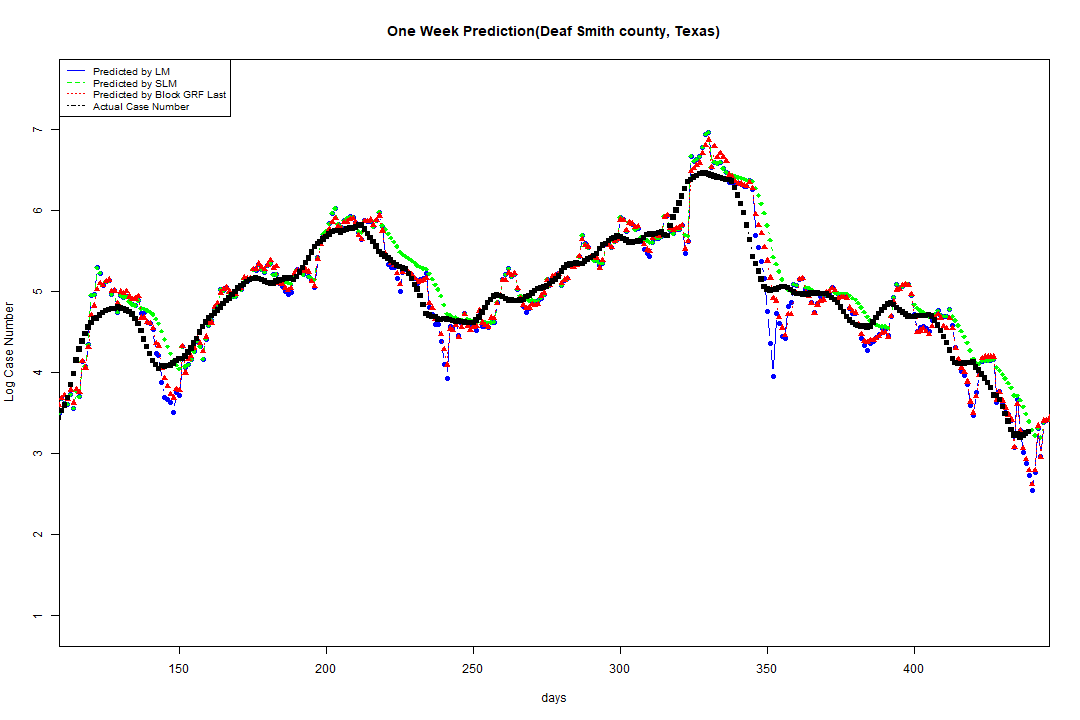 One Week Prediction(Deaf Smith county, Texas)
Predicted by LM
Predicted by SLM
Predicted by Block GRF Last
Actual Case Number
Log Case Number
7
6
5
4
3
2
1
150 200 250 300 350 400
days